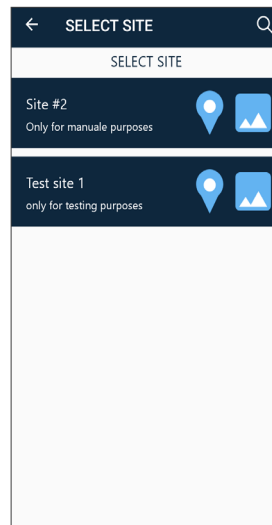 SELECT SITE
SELECT SITE
Site #2
Only for manuale purposes
Test site 1
only for testing purposes